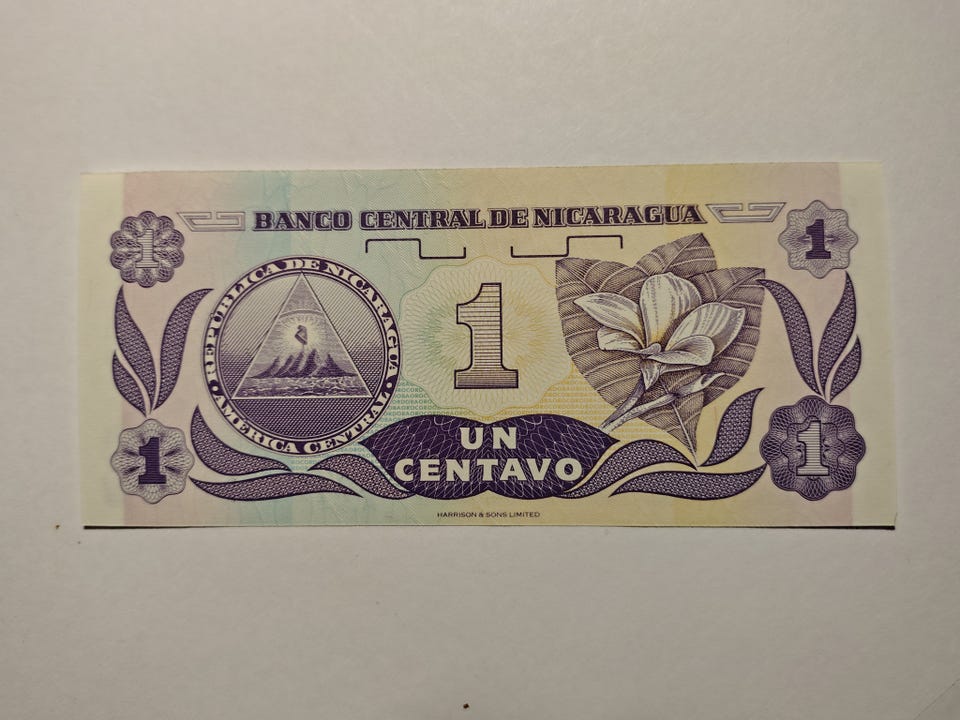 BANCO CENTRAL DE NICARAGUA
1
1
REPUBLICA DE NICARAGUA
AMERICA CENTRAL
1
UN
CENTAVO
1
1
HARRISON & SONS LIMITED